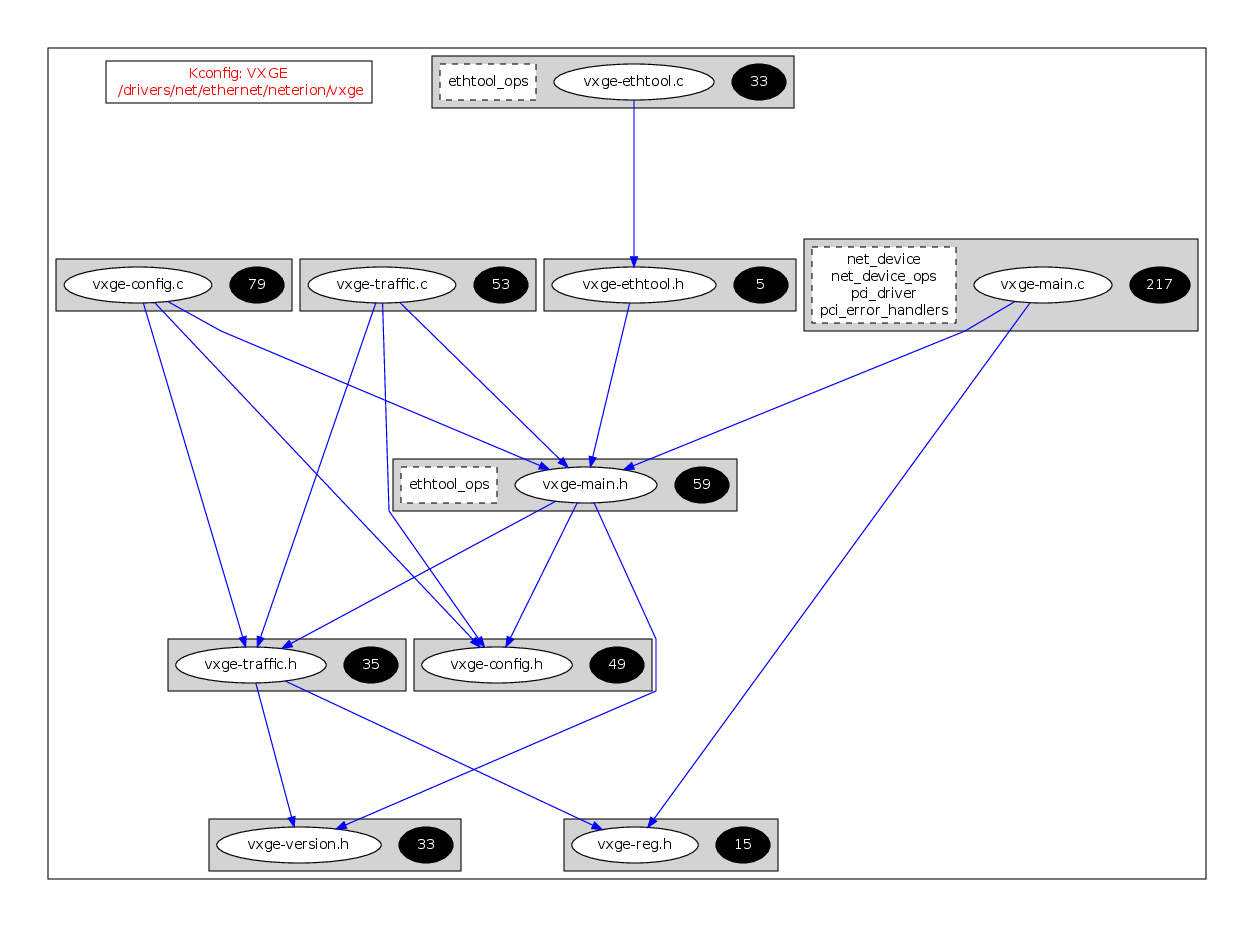 Kconfig: VXGE
/drivers/net/ethernet/neterion/vxge
ethtool_ops
vxge-ethtool.c
33
vxge-config.c
79
vxge-traffic.c
53
vxge-ethtool.h
5
net_device
net_device_ops
pci_driver
pci_error_handlers
vxge-main.c
217
ethtool_ops
vxge-main.h
59
vxge-traffic.h
35
vxge-config.h
49
vxge-version.h
33
vxge-reg.h
15